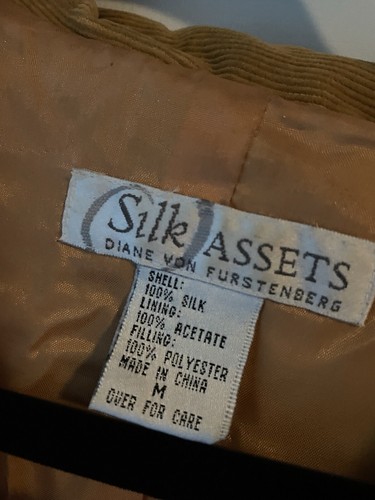 Silk ASSETS
DIANE VON FURSTENBERG
SHELL:
100% SILK
LINING:
100% ACETATE
FILLING:
100% POLYESTER
MADE IN CHINA
M
OVER FOR CARE